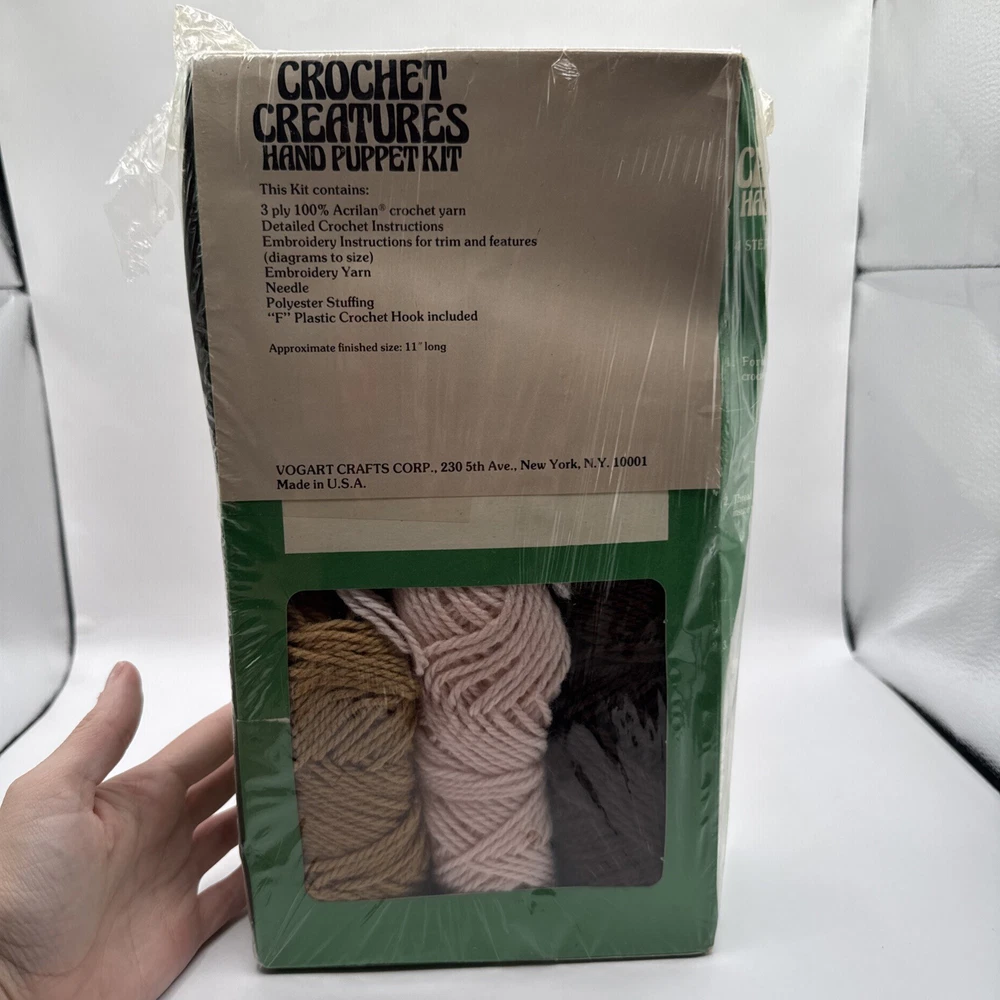 CROCHET
CREATURES
HAND PUPPET KIT
This Kit contains:
3 ply 100% Acrilan® crochet yarn
Detailed Crochet Instructions
Embroidery Instructions for trim and features
(diagrams to size)
Embroidery Yarn
Needle
Polyester Stuffing
“F” Plastic Crochet Hook included
Approximate finished size: 11" long
VOGART CRAFTS CORP., 230 5th Ave., New York, N.Y. 10001
Made in U.S.A.